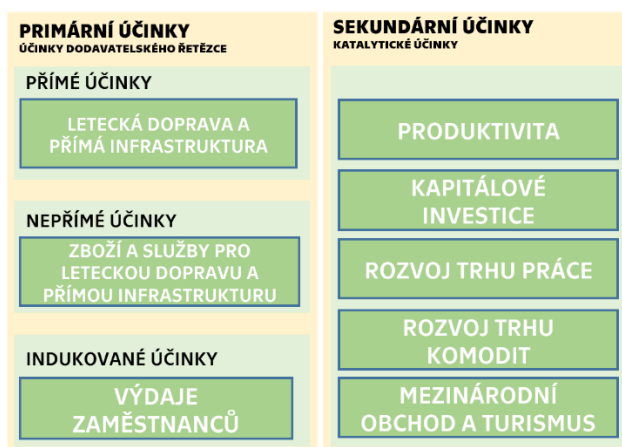 PRIMÁRNÍ ÚČINKY
ÚČINKY DODAVATELSKÉHO ŘETĚZCE
PŘÍMÉ ÚČINKY
LETECKÁ DOPRAVA A
PŘÍMÁ INFRASTRUKTURA
NEPŘÍMÉ ÚČINKY
ZBOŽÍ A SLUŽBY PRO
LETECKOU DOPRAVU A
PŘÍMOU INFRASTRUKTURU
INDUKOVANÉ ÚČINKY
VÝDAJE
ZAMĚSTNANCŮ
SEKUNDÁRNÍ ÚČINKY
KATALYTICKÉ ÚČINKY
PRODUKTIVITA
KAPITÁLOVÉ
INVESTICE
ROZVOJ TRHU PRÁCE
ROZVOJ TRHU
KOMODIT
MEZINÁRODNÍ
OBCHOD A TURISMUS